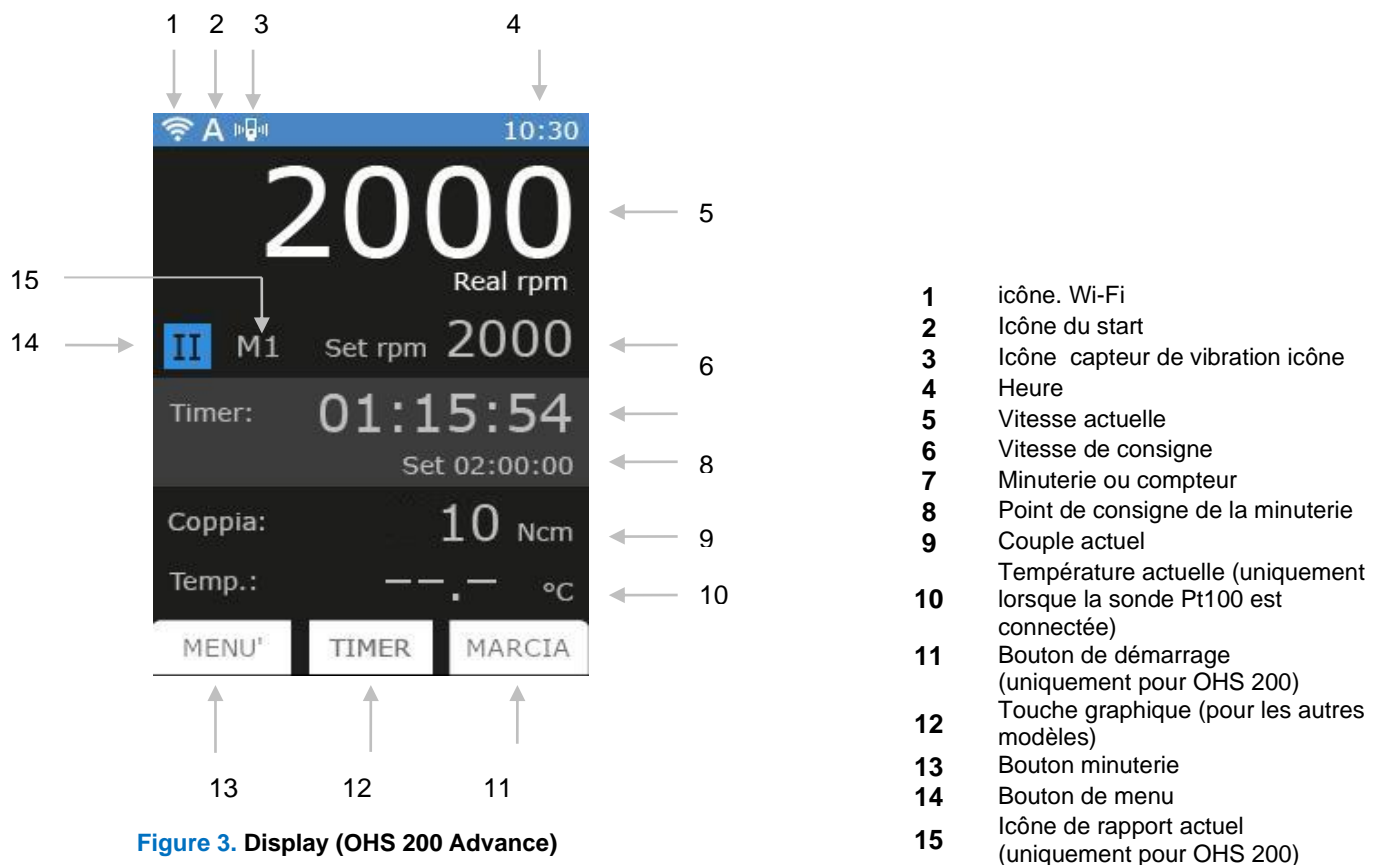 1 2 3 4
A 10:30
2000
5
Real rpm
15
14
II M1 Set rpm 2000
6
Timer: 01:15:54
Set 02:00:00
8
Coppia: 10 Ncm
9
Temp.: --.- °C
10
MENU' TIMER MARCIA
13 12 11
Figure 3. Display (OHS 200 Advance)
1 icône. Wi-Fi
2 Icône du start
3 Icône capteur de vibration icône
4 Heure
5 Vitesse actuelle
6 Vitesse de consigne
7 Minuterie ou compteur
8 Point de consigne de la minuterie
9 Couple actuel
10 Température actuelle (uniquement
lorsque la sonde Pt100 est
connectée)
11 Bouton de démarrage
(uniquement pour OHS 200)
12 Touche graphique (pour les autres
modèles)
13 Bouton minuterie
14 Bouton de menu
15 Icône de rapport actuel
(uniquement pour OHS 200)